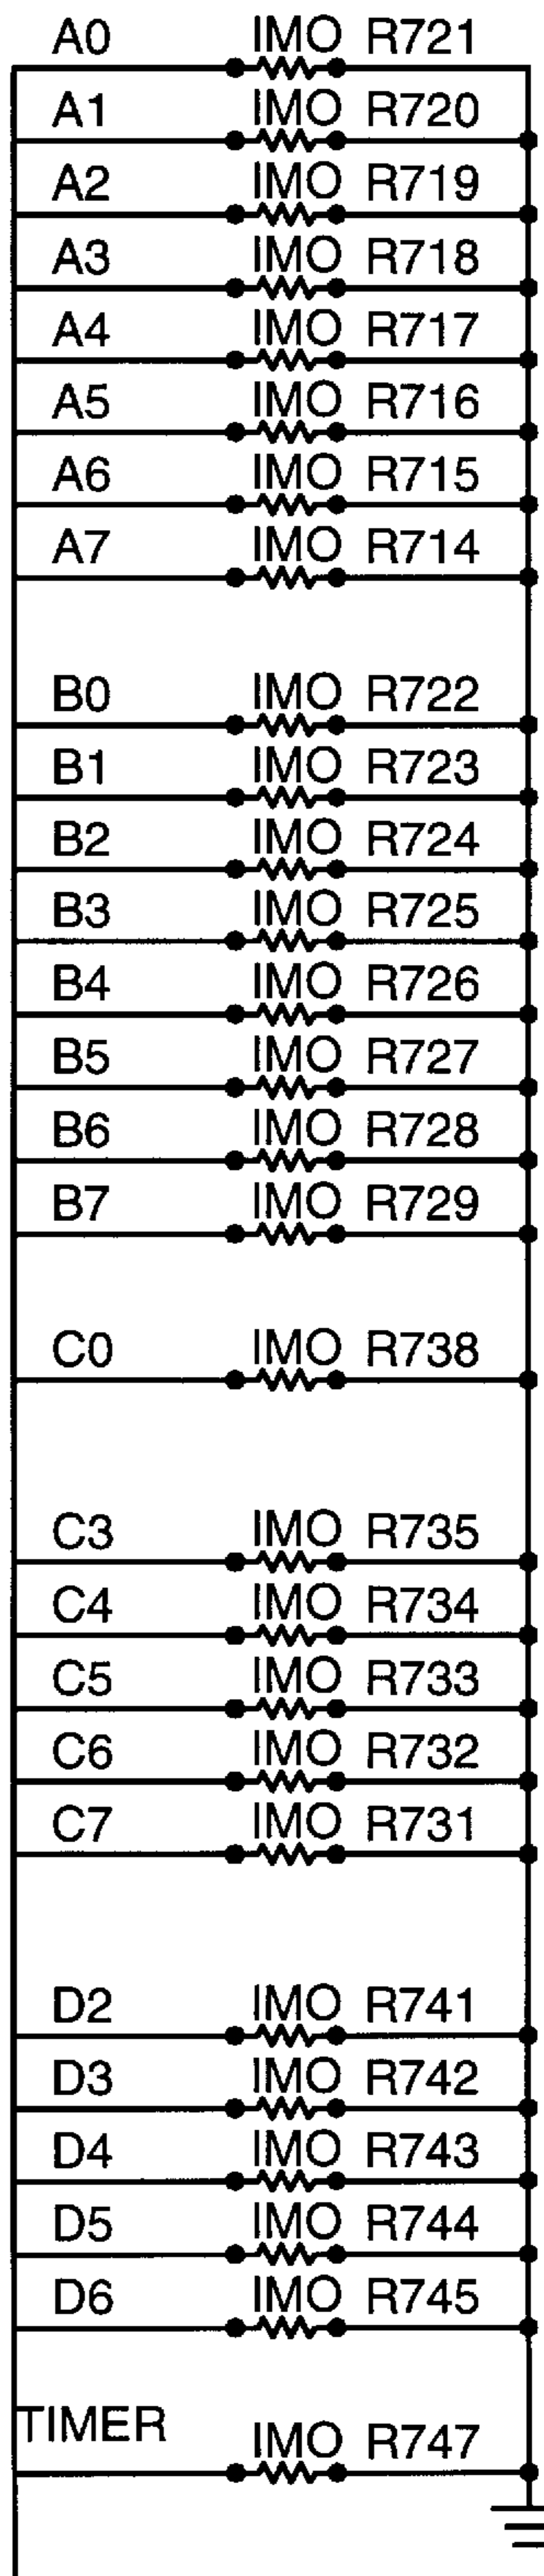 A0 IMO R721
A1 IMO R720
A2 IMO R719
A3 IMO R718
A4 IMO R717
A5 IMO R716
A6 IMO R715
A7 IMO R714
B0 IMO R722
B1 IMO R723
B2 IMO R724
B3 IMO R725
B4 IMO R726
B5 IMO R727
B6 IMO R728
B7 IMO R729
C0 IMO R738
C3 IMO R735
C4 IMO R734
C5 IMO R733
C6 IMO R732
C7 IMO R731
D2 IMO R741
D3 IMO R742
D4 IMO R743
D5 IMO R744
D6 IMO R745
TIMER IMO R747